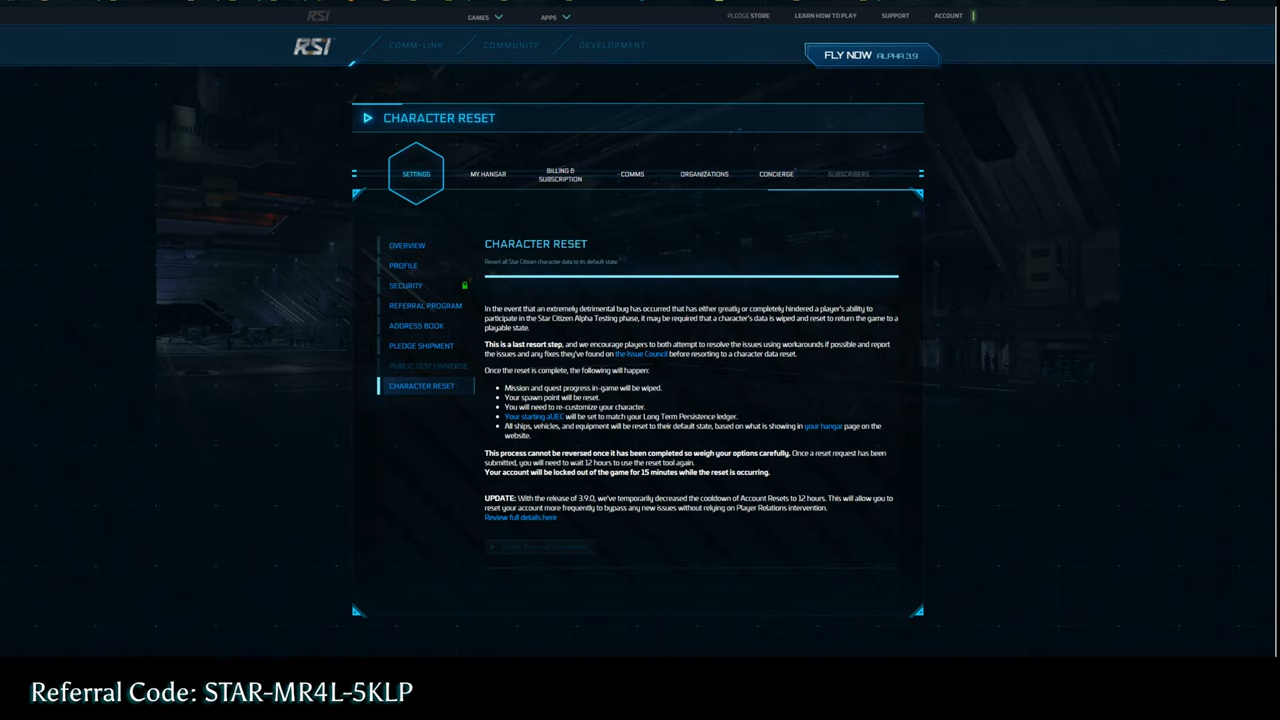 RSI
GAMES
APPS
PLEDGE STORE
LEARN HOW TO PLAY
SUPPORT
ACCOUNT
RSI
COMM-LINK
COMMUNITY
DEVELOPMENT
FLY NOW ALPHA 3.9
CHARACTER RESET
SETTINGS
MY HANGAR
BILLING &
SUBSCRIPTION
COMMS
ORGANIZATIONS
CONCIERGE
SUBSCRIBERS
OVERVIEW
PROFILE
SECURITY
REFERRAL PROGRAM
ADDRESS BOOK
PLEDGE SHIPMENT
PUBLIC TEST UNIVERSE
CHARACTER RESET
CHARACTER RESET
Revert all Star Citizen character data to its default state.
In the event that an extremely detrimental bug has occurred that has either greatly or completely hindered a player's ability to
participate in the Star Citizen Alpha Testing phase, it may be required that a character's data is wiped and reset to return the game to a
playable state.
This is a last resort step, and we encourage players to both attempt to resolve the issues using workarounds if possible and report
the issues and any fixes they've found on the Issue Council before resorting to a character data reset.
Once the reset is complete, the following will happen:
• Mission and quest progress in-game will be wiped.
• Your spawn point will be reset.
• You will need to re-customize your character.
• Your starting aUEC will be set to match your Long Term Persistence ledger.
• All ships, vehicles, and equipment will be reset to their default state, based on what is showing in your hangar page on the
website.
This process cannot be reversed once it has been completed so weigh your options carefully. Once a reset request has been
submitted, you will need to wait 12 hours to use the reset tool again.
Your account will be locked out of the game for 15 minutes while the reset is occurring.
UPDATE: With the release of 3.9.0, we've temporarily decreased the cooldown of Account Resets to 12 hours. This will allow you to
reset your account more frequently to bypass any new issues without relying on Player Relations intervention.
Review full details here
Referral Code: STAR-MR4L-5KLP